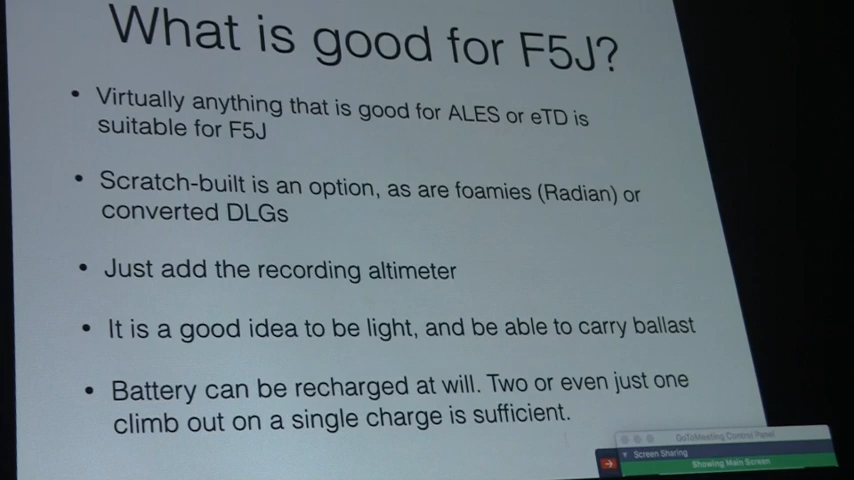 What is good for F5J?
• Virtually anything that is good for ALES or eTD is
suitable for F5J
• Scratch-built is an option, as are foamies (Radian) or
converted DLGs
• Just add the recording altimeter
• It is a good idea to be light, and be able to carry ballast
• Battery can be recharged at will. Two or even just one
climb out on a single charge is sufficient.
GoToMeeting Control Panel
Screen Sharing
Showing Main Screen